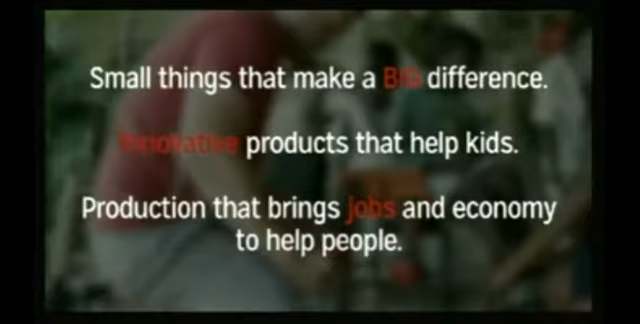 Small things that make a BIG difference.
Innovative products that help kids.
Production that brings jobs and economy
to help people.